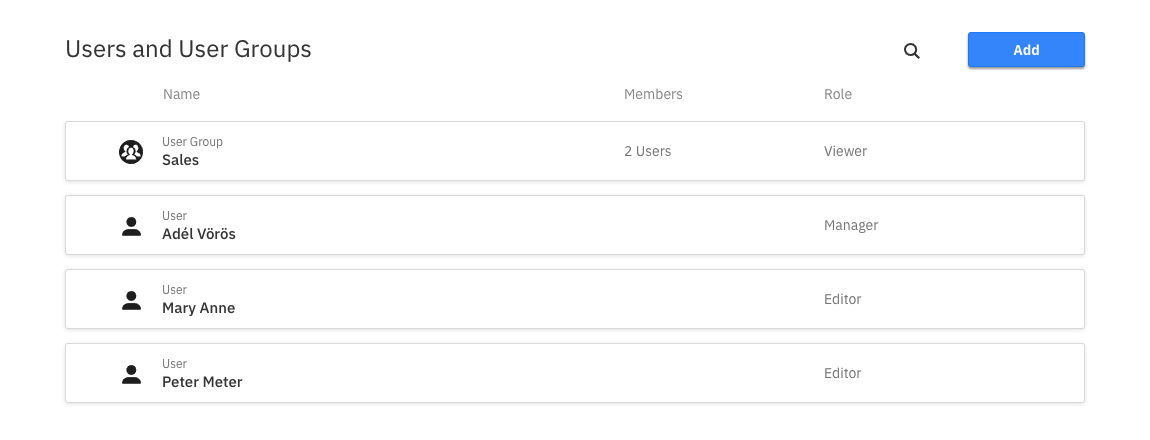 Users and User Groups
Add
Name Members Role
User Group
Sales
2 Users
Viewer
User
Adél Vörös
Manager
User
Mary Anne
Editor
User
Peter Meter
Editor